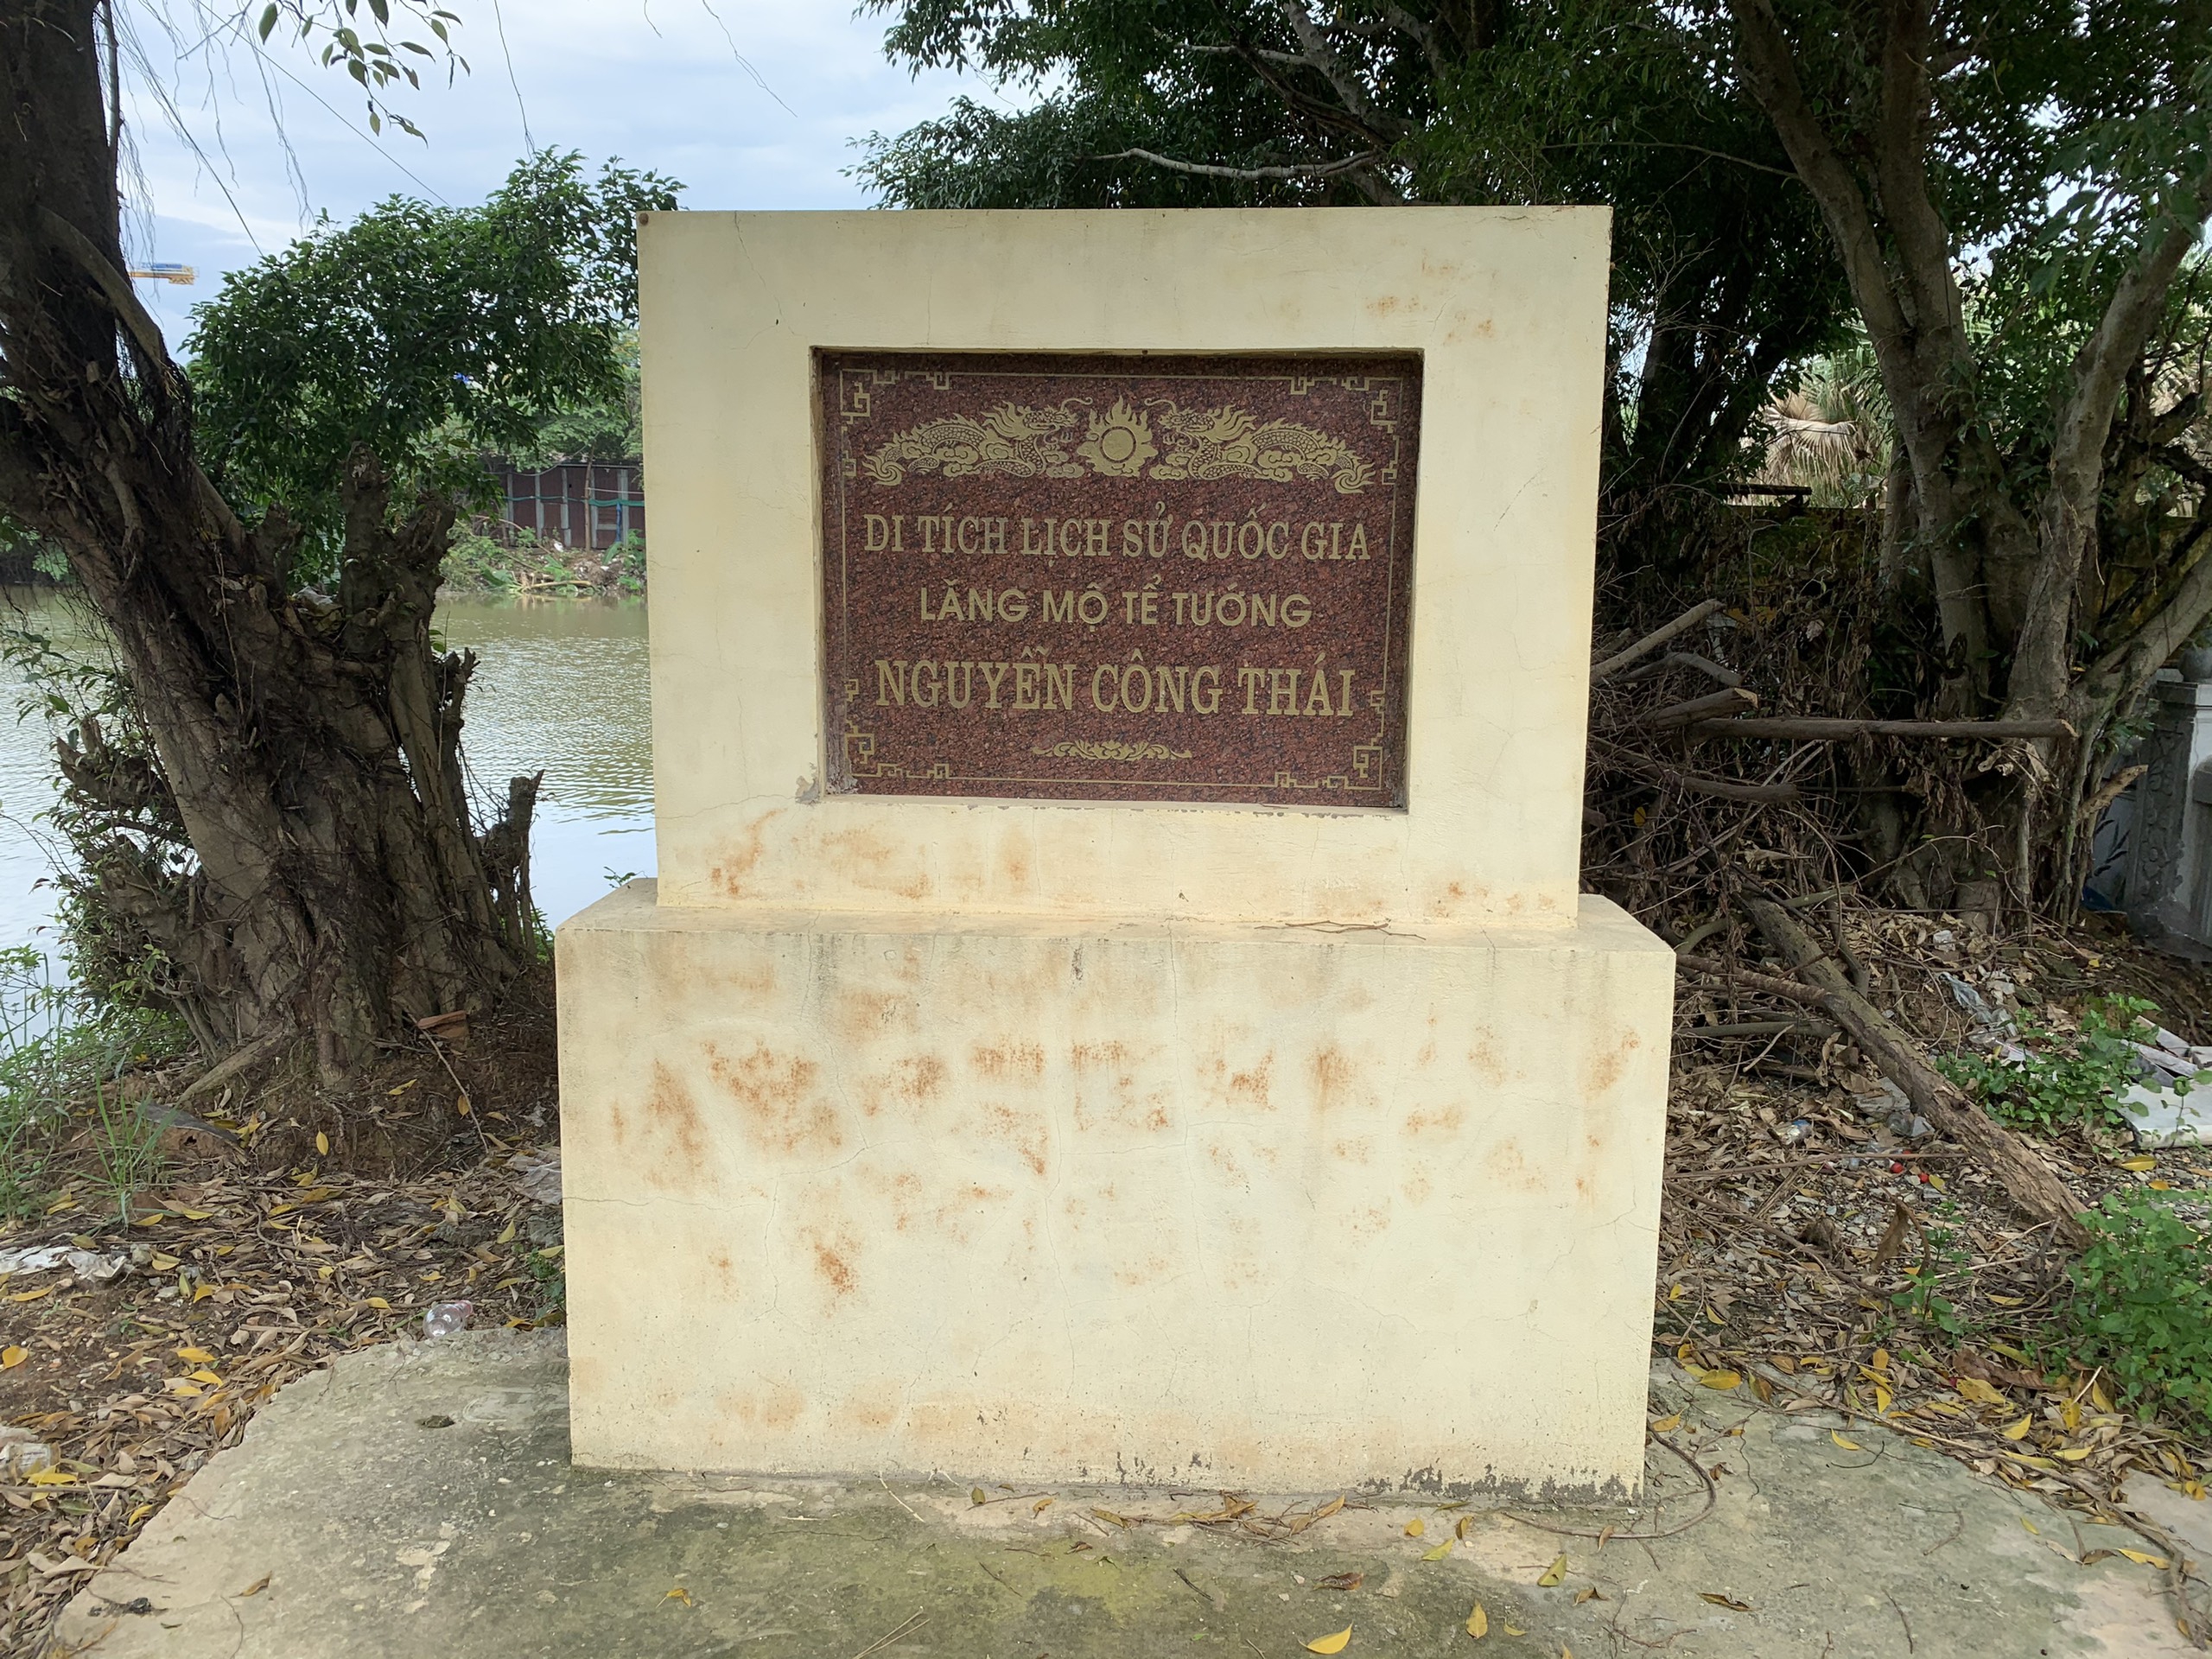 DI TÍCH LỊCH SỬ QUỐC GIA
LĂNG MỘ TỂ TƯỚNG
NGUYỄN CÔNG THÁI